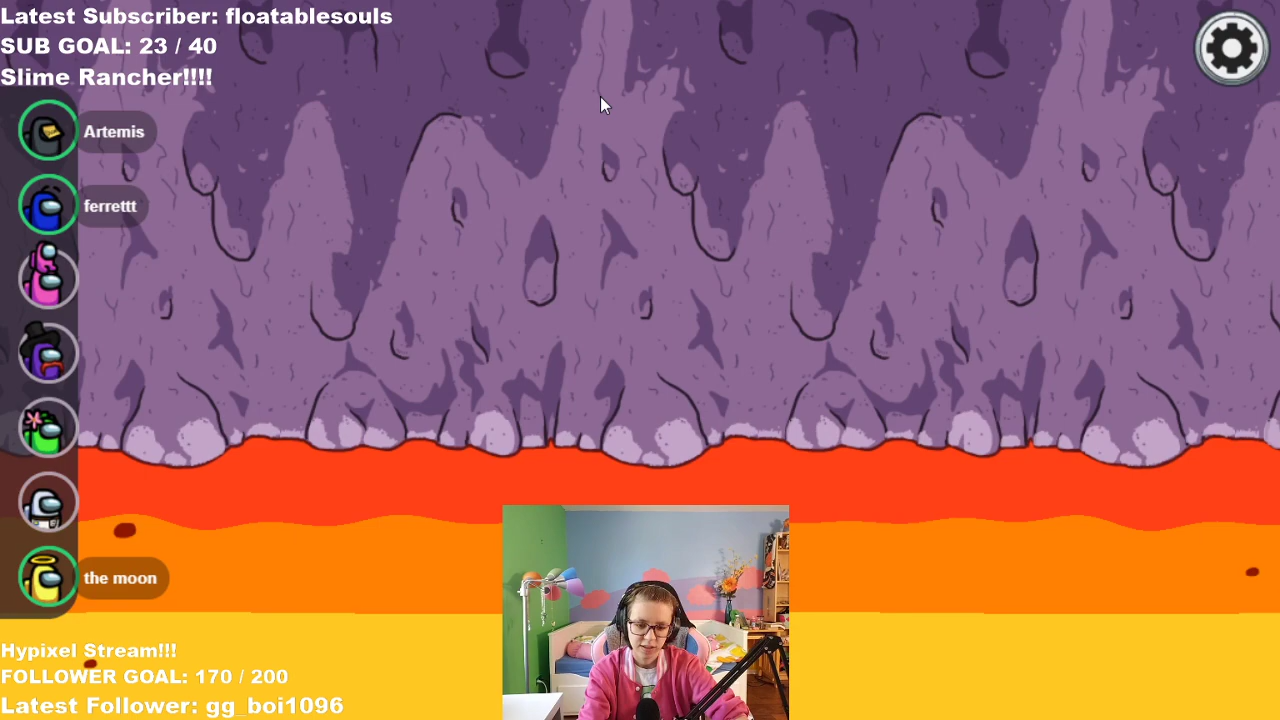 Latest Subscriber: floatablesouls
SUB GOAL: 23 / 40
Slime Rancher!!!!
Artemis
ferrettt
the moon
Hypixel Stream!!!
FOLLOWER GOAL: 170 / 200
Latest Follower: gg_boi1096